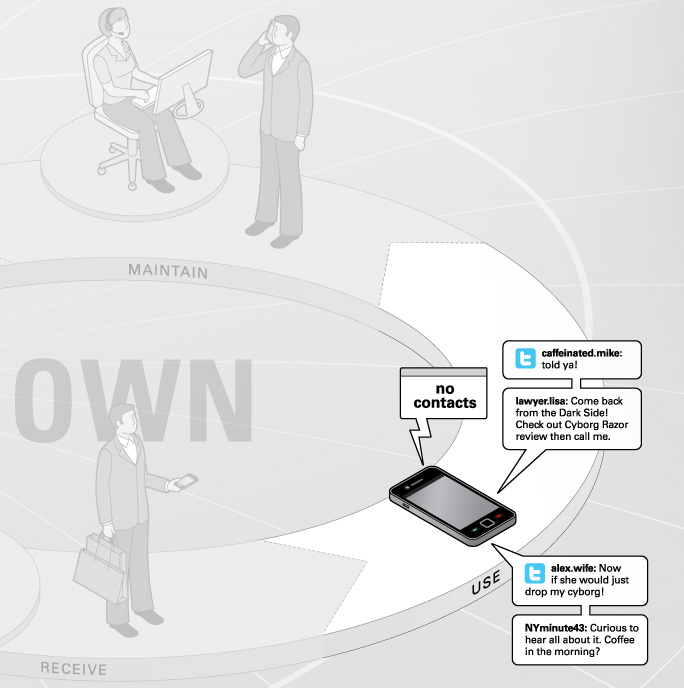 MAINTAIN
OWN
no
contacts
caffeinated.mike:
told ya!
lawyer.lisa: Come back
from the Dark Side!
Check out Cyborg Razor
review then call me.
USE
alex.wife: Now
if she would just
drop my cyborg!
NYminute43: Curious to
hear all about it. Coffee
in the morning?
RECEIVE